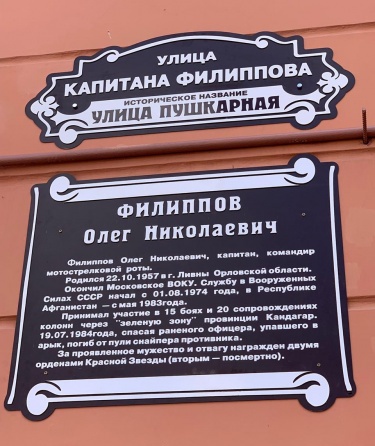 УЛИЦА
КАПИТАНА ФИЛИППОВА
ИСТОРИЧЕСКОЕ НАЗВАНИЕ
УЛИЦА ПУШКАРНАЯ
ФИЛИППОВ
Олег Николаевич
Филиппов Олег Николаевич, капитан, командир
мотострелковой роты.
Родился 22.10.1957 в г. Ливны Орловской области.
Окончил Московское ВОКУ. Службу в Вооруженных
Силах СССР начал с 01.08.1974 года, в Республике
Афганистан — с мая 1983года.
Принимал участие в 15 боях и 20 сопровождениях
колонн через "зеленую зону" провинции Кандагар.
19.07.1984года, спасая раненого офицера, упавшего в
арык, погиб от пули снайпера противника.
За проявленное мужество и отвагу награжден двумя
орденами Красной Звезды (вторым — посмертно).